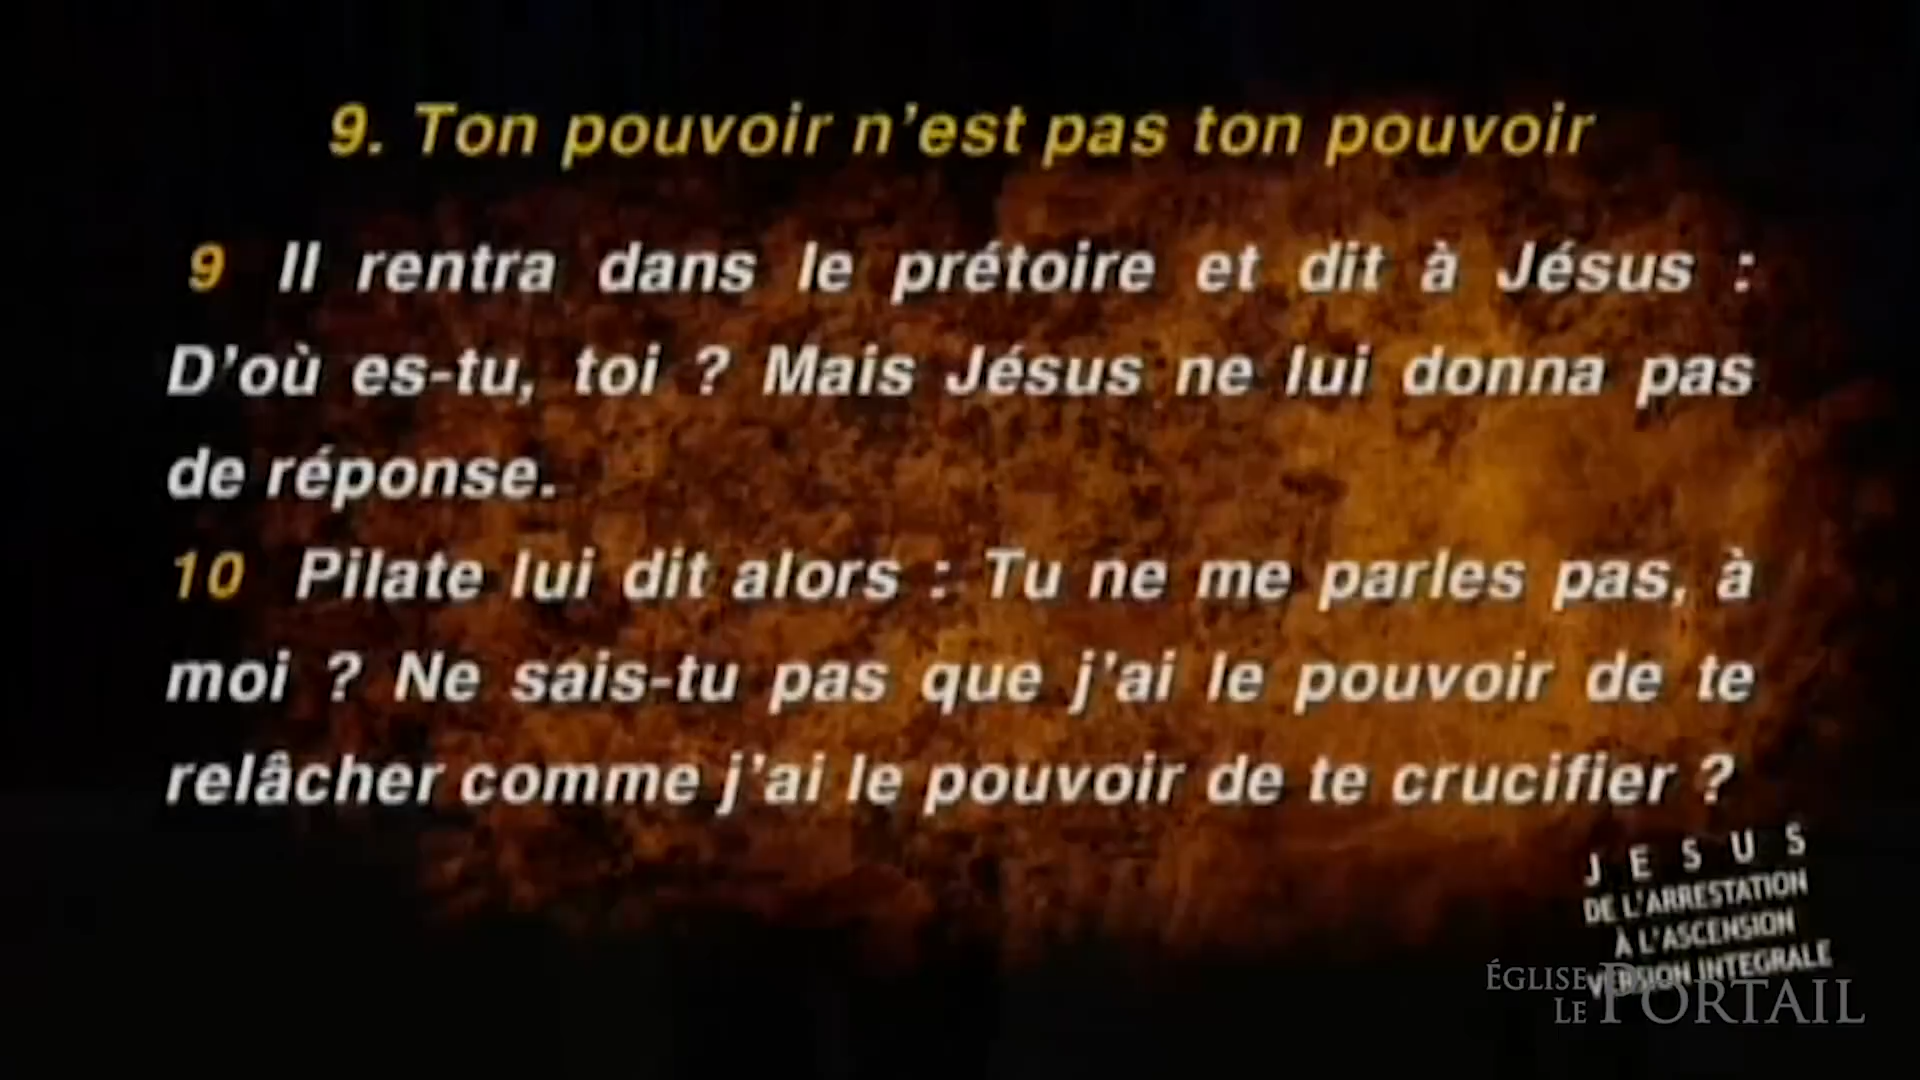 9. Ton pouvoir n'est pas ton pouvoir
9 Il rentra dans le prétoire et dit à Jésus :
D'où es-tu, toi ? Mais Jésus ne lui donna pas
de réponse.
10 Pilate lui dit alors : Tu ne me parles pas, à
moi ? Ne sais-tu pas que j'ai le pouvoir de te
relâcher comme j'ai le pouvoir de te crucifier ?
JESUS
DE L'ARRESTATION
À L'ASCENSION
VERSION INTEGRALE
ÉGLISE
LE PORTAIL